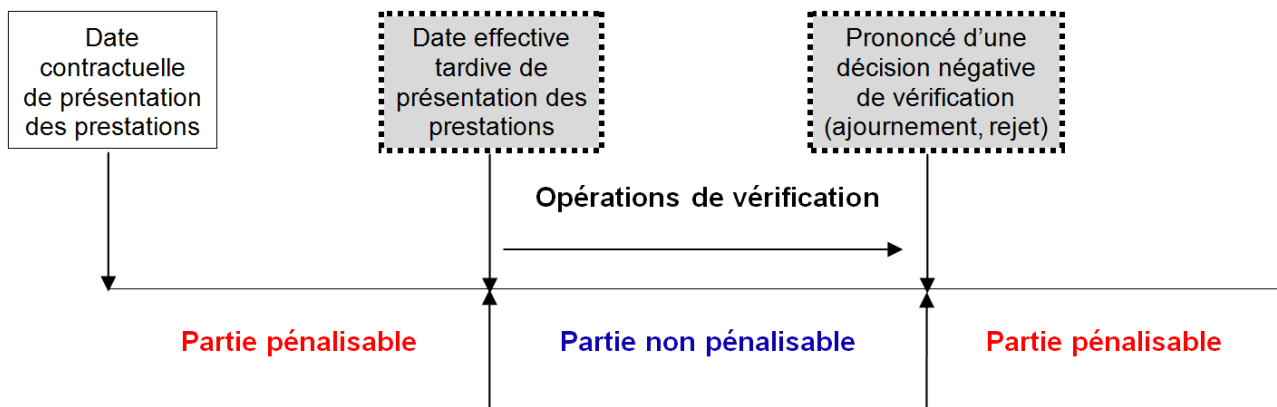 Date
contractuelle
de présentation
des prestations
Date effective
tardive de
présentation des
prestations
Prononcé d’une
décision négative
de vérification
(ajournement, rejet)
Opérations de vérification
Partie pénalisable
Partie non pénalisable
Partie pénalisable